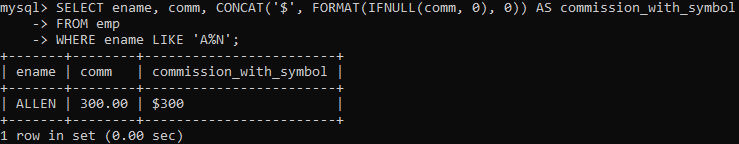 mysql> SELECT ename, comm, CONCAT('$', FORMAT(IFNULL(comm, 0), 0)) AS commission_with_symbol
    -> FROM emp
    -> WHERE ename LIKE 'A%N';
+-------+--------+------------------------+
| ename | comm   | commission_with_symbol |
+-------+--------+------------------------+
| ALLEN | 300.00 | $300                   |
+-------+--------+------------------------+
1 row in set (0.00 sec)